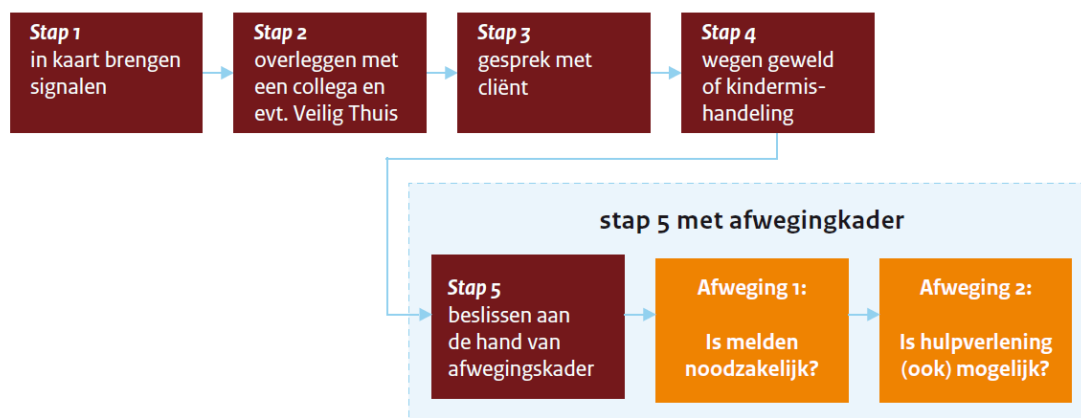 Stap 1
in kaart brengen
signalen
Stap 2
overleggen met
een collega en
evt. Veilig Thuis
Stap 3
gesprek met
cliënt
Stap 4
wegen geweld
of kindermis-
handeling
stap 5 met afwegingkader
Stap 5
beslissen aan
de hand van
afwegingskader
Afweging 1:
Is melden
noodzakelijk?
Afweging 2:
Is hulpverlening
(ook) mogelijk?